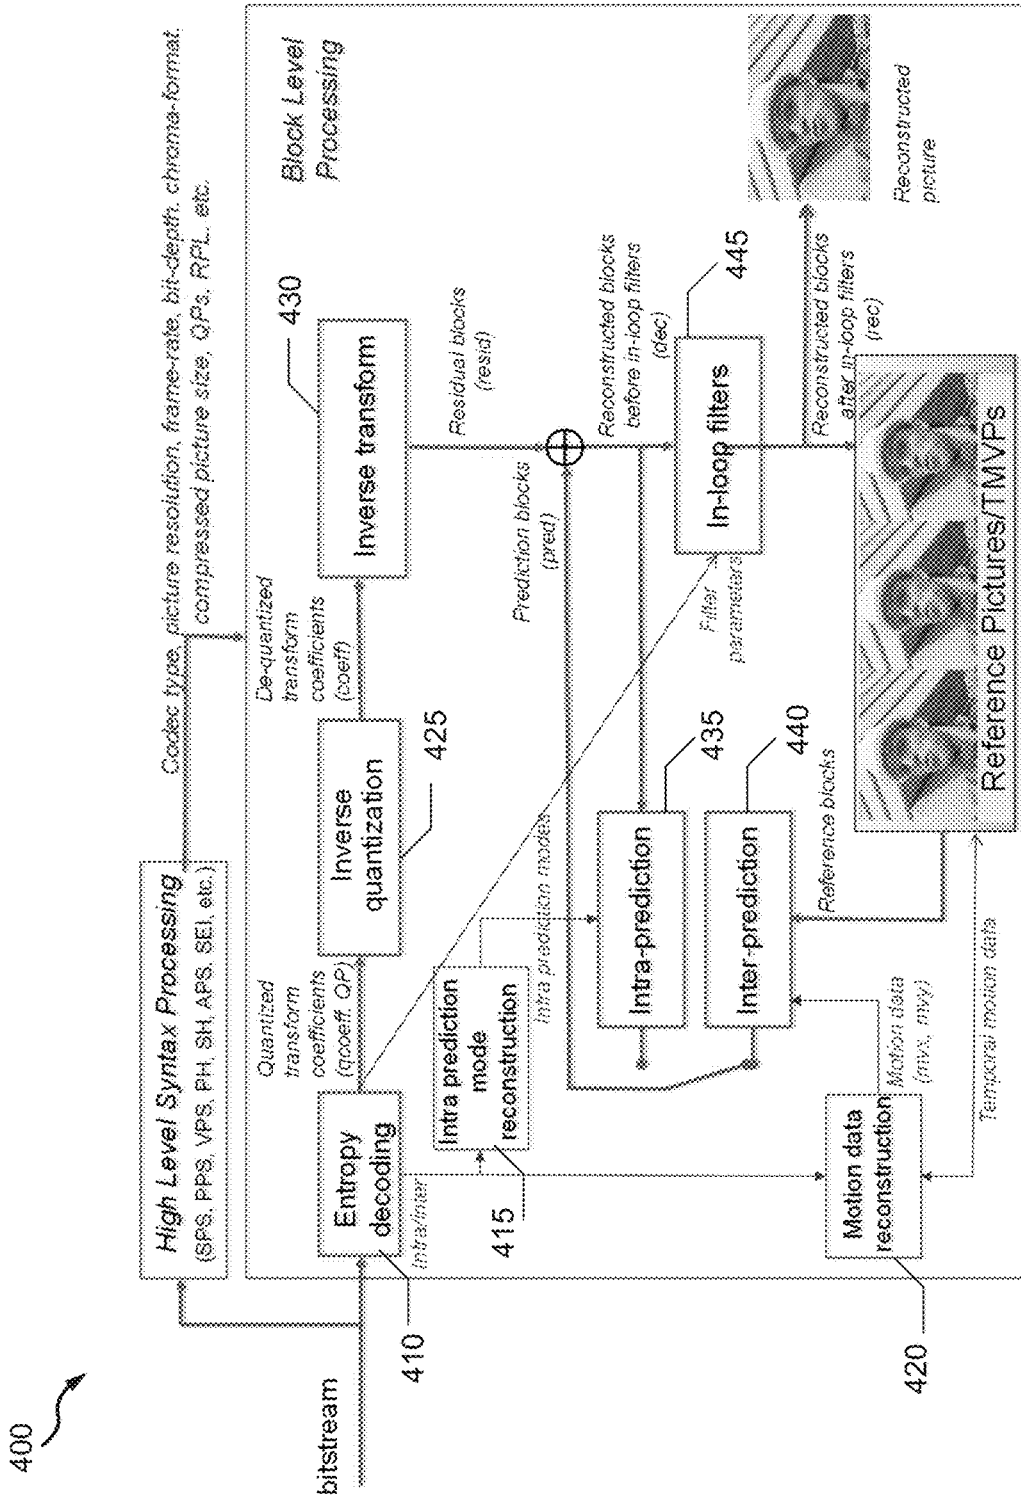 400
bitstream
High Level Syntax Processing
(SPS, PPS, VPS, PH, SH, APS, SEI, etc.)
Codec type, picture resolution, frame-rate, bit-depth, chroma-format,
compressed picture size, QPs, RPL, etc.
Block Level
Processing
Entropy
decoding
410
Quantized
transform
coefficients
(qcoeff, QP)
Inverse
quantization
425
De-quantized
transform
coefficients
(coeff)
Inverse transform
430
Residual blocks
(resid)
Intra/Inter
Intra prediction
mode
reconstruction
415
Intra prediction modes
Prediction blocks
(pred)
Reconstructed blocks
before in-loop filters
(dec)
Intra-prediction
435
Inter-prediction
440
Filter
parameters
In-loop filters
445
Reconstructed blocks
after in-loop filters
(rec)
Reconstructed
picture
Motion data
reconstruction
420
Motion data
(mvx, mvy)
Reference blocks
Temporal motion data
Reference Pictures/TMVPs